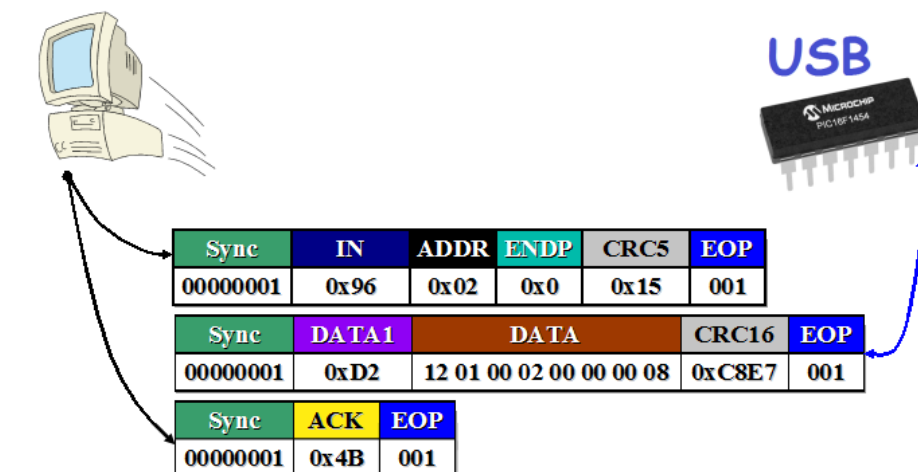 USB
MICROCHIP
PIC16F1454
Sync IN ADDR ENDP CRC5 EOP
00000001 0x96 0x02 0x0 0x15 001
Sync DATA1 DATA CRC16 EOP
00000001 0xD2 12 01 00 02 00 00 00 08 0xC8E7 001
Sync ACK EOP
00000001 0x4B 001